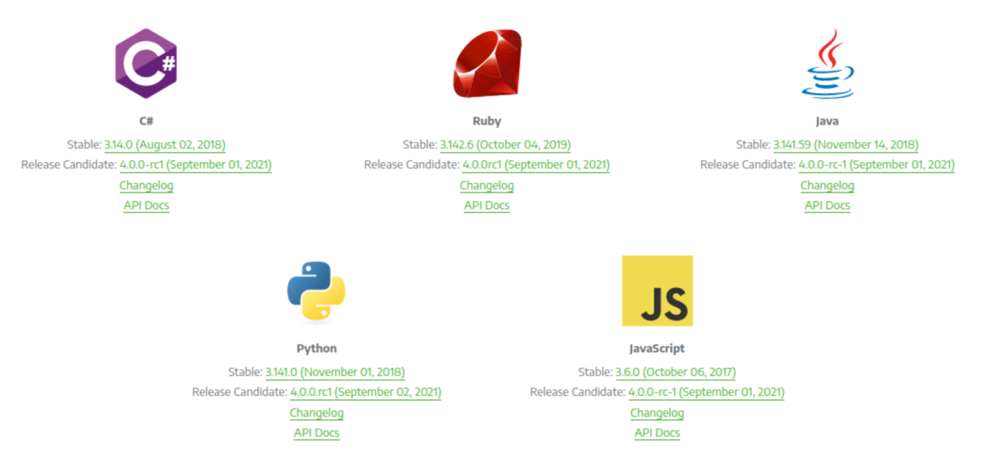 C#
Ruby
Java
Stable: 3.14.0 (August 02, 2018)
Stable: 3.142.6 (October 04, 2019)
Stable: 3.141.59 (November 14, 2018)
Release Candidate: 4.0.0-rc1 (September 01, 2021)
Release Candidate: 4.0.0rc1 (September 01, 2021)
Release Candidate: 4.0.0-rc-1 (September 01, 2021)
Changelog
Changelog
Changelog
API Docs
API Docs
API Docs
JS
Python
JavaScript
Stable: 3.141.0 (November 01, 2018)
Stable: 3.6.0 (October 06, 2017)
Release Candidate: 4.0.0.rc1 (September 02, 2021)
Release Candidate: 4.0.0-rc-1 (September 01, 2021)
Changelog
Changelog
API Docs
API Docs